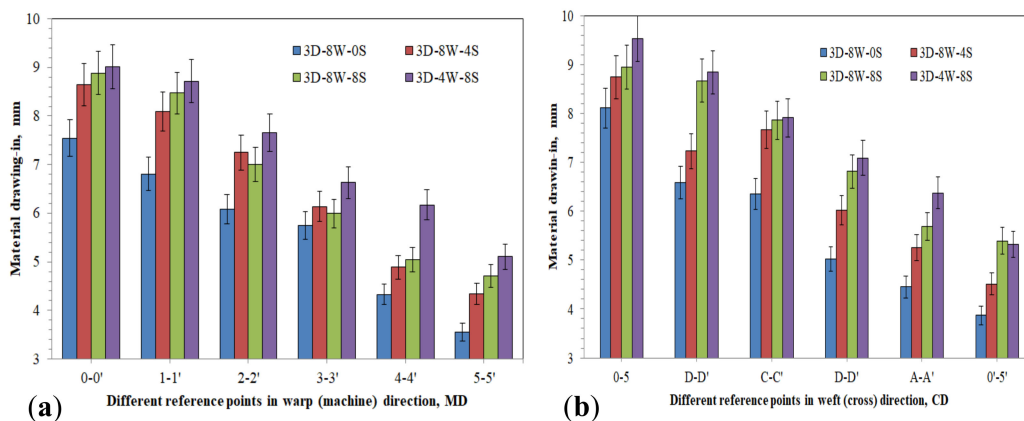 10
9
8
7
6
5
4
3
Material drawing-in, mm
3D-8W-0S 3D-8W-4S
3D-8W-8S 3D-4W-8S
0-0' 1-1' 2-2' 3-3' 4-4' 5-5'
Different reference points in warp (machine) direction, MD
(a)
10
9
8
7
6
5
4
3
Material drawin-in, mm
3D-8W-0S 3D-8W-4S
3D-8W-8S 3D-4W-8S
0-5 D-D' C-C' D-D' A-A' 0'-5'
Different reference points in weft (cross) direction, CD
(b)